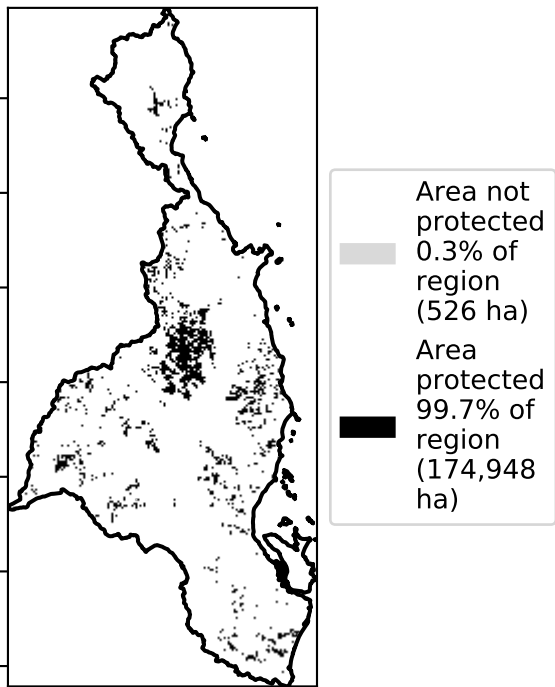 Area not
protected
0.3% of
region
(526 ha)
Area
protected
99.7% of
region
(174,948
ha)